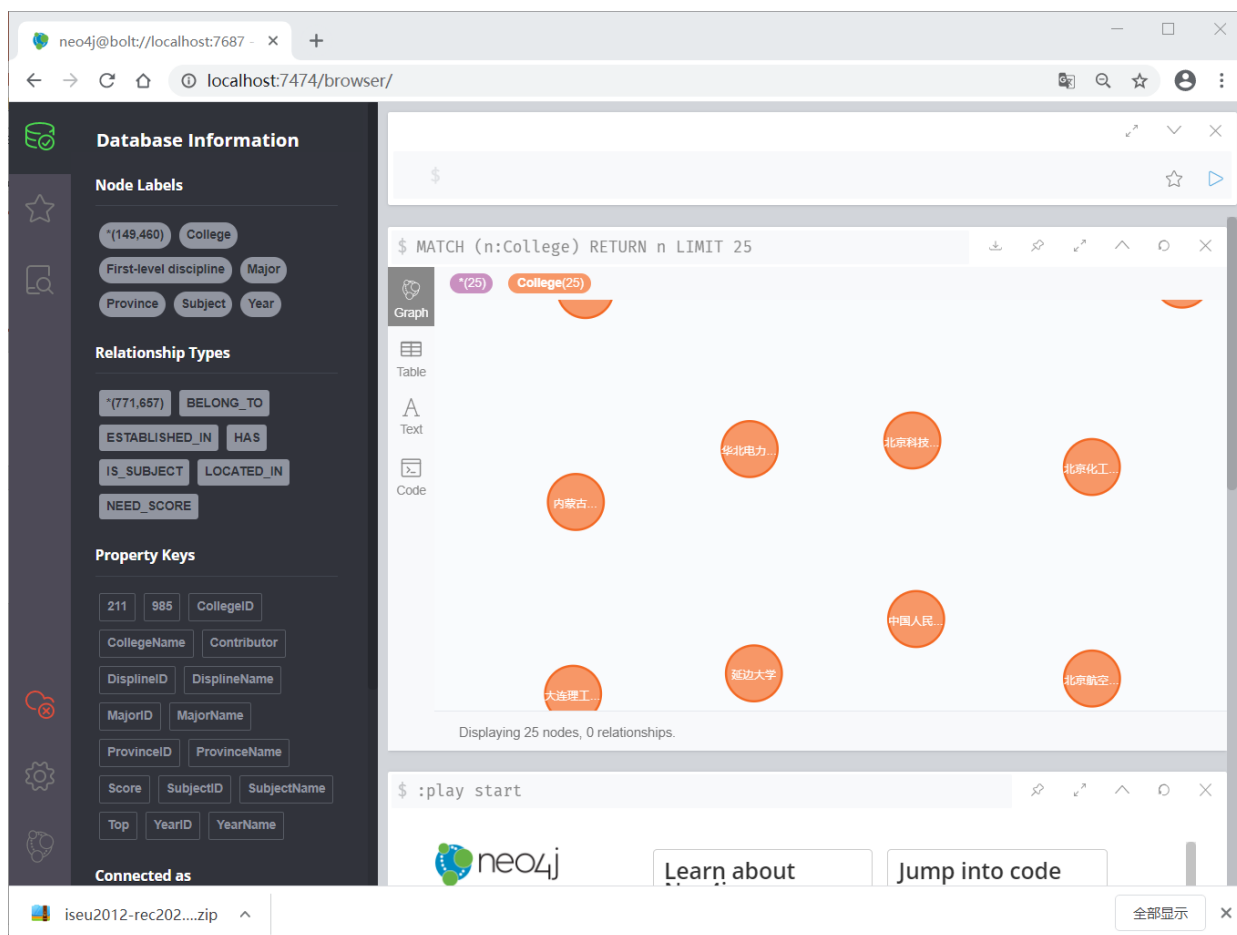 neo4j@bolt://localhost:7687 -
localhost:7474/browser/
Database Information
Node Labels
*(149,460) College
First-level discipline Major
Province Subject Year
Relationship Types
*(771,657) BELONG_TO
ESTABLISHED_IN HAS
IS_SUBJECT LOCATED_IN
NEED_SCORE
Property Keys
211 985 CollegeID
CollegeName Contributor
DisplineID DisplineName
MajorID MajorName
ProvinceID ProvinceName
Score SubjectID SubjectName
Top YearID YearName
Connected as
$
$ MATCH (n:College) RETURN n LIMIT 25
*(25) College(25)
Graph
Table
Text
Code
华北电力...
北京科技...
北京化工...
内蒙古...
中国人民...
延边大学
大连理工...
北京航空...
Displaying 25 nodes, 0 relationships.
$ :play start
neo4j
Learn about
Jump into code
iseu2012-rec202....zip
全部显示